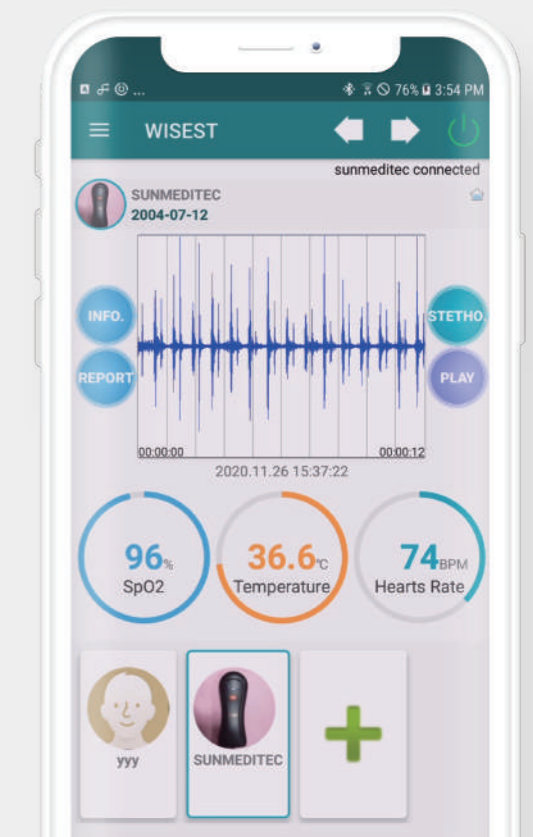 ... 76% 3:54 PM
WISEST
sunmeditec connected
SUNMEDITEC
2004-07-12
INFO.
STETHO.
REPORT
PLAY
00:00:00 00:00:12
2020.11.26 15:37:22
96% 36.6°C 74BPM
SpO2 Temperature Hearts Rate
yyy SUNMEDITEC